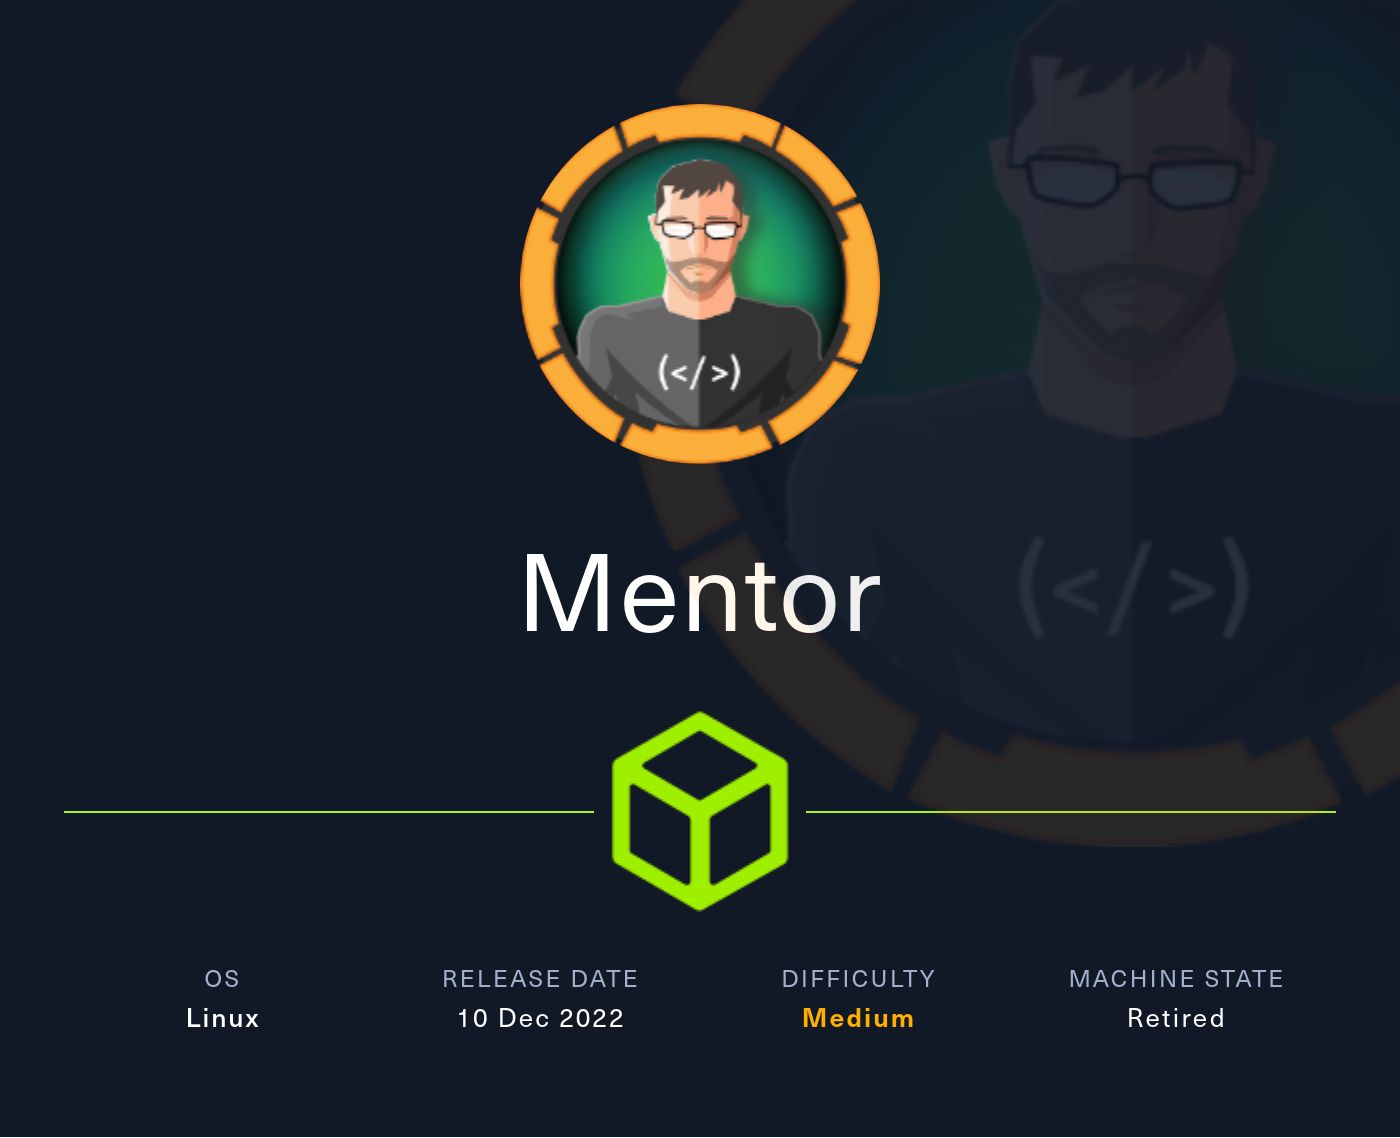 (</>)
Mentor
OS
Linux
RELEASE DATE
10 Dec 2022
DIFFICULTY
Medium
MACHINE STATE
Retired